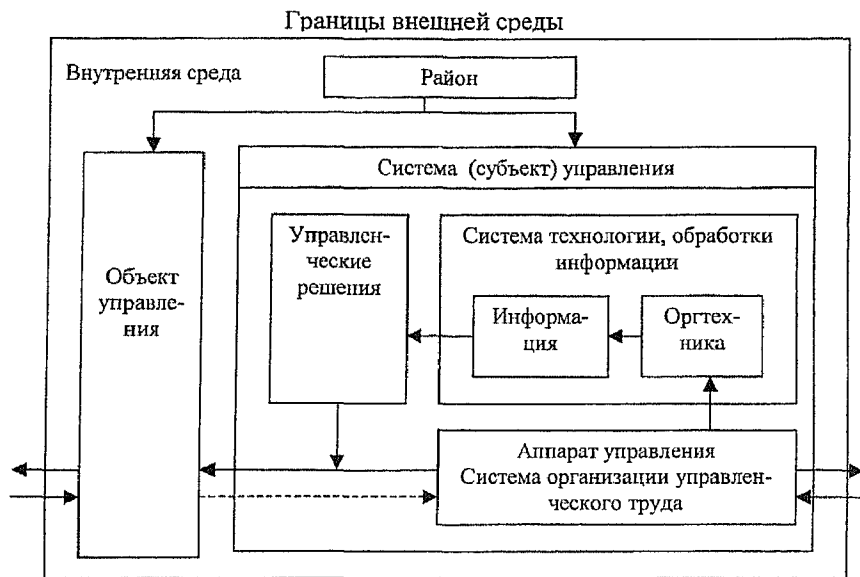 Границы внешней среды
Внутренняя среда
Район
Система (субъект) управления
Объект
управле-
ния
Управлен-
ческие
решения
Система технологии, обработки
информации
Информа-
ция
Оргтех-
ника
Аппарат управления
Система организации управлен-
ческого труда